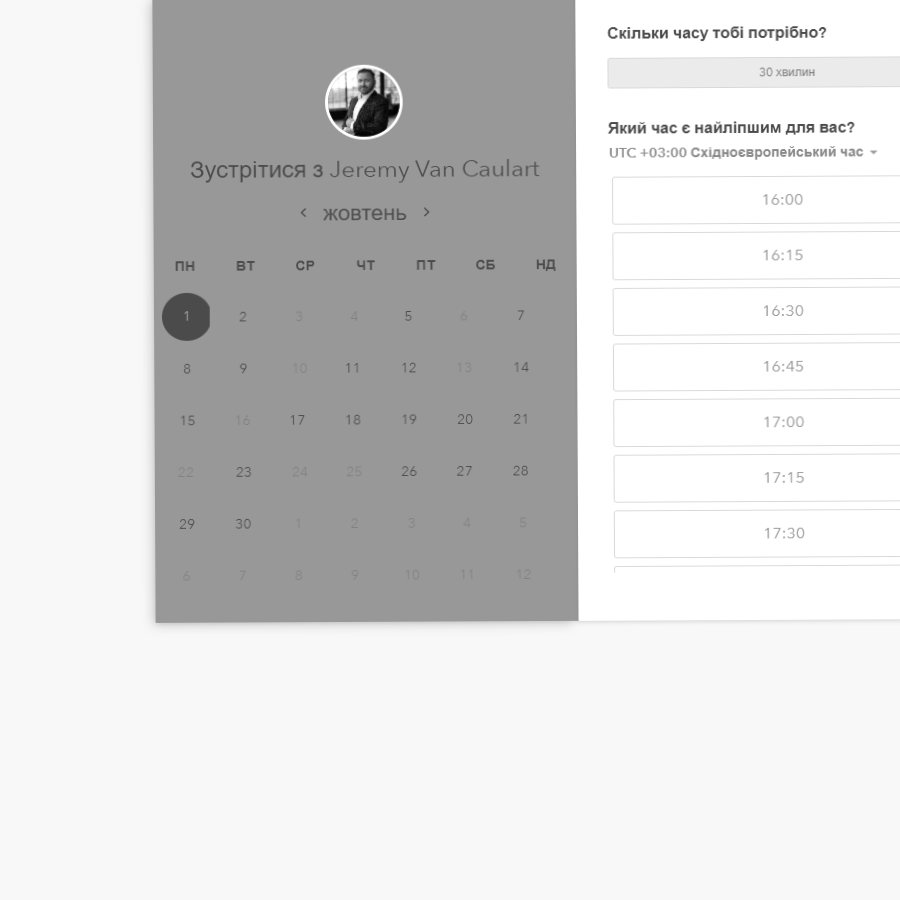 Зустрітися з Jeremy Van Caulart
жовтень
ПН ВТ СР ЧТ ПТ СБ НД
1 2 3 4 5 6 7
8 9 10 11 12 13 14
15 16 17 18 19 20 21
22 23 24 25 26 27 28
29 30 1 2 3 4 5
6 7 8 9 10 11 12
Скільки часу тобі потрібно?
30 хвилин
Який час є найліпшим для вас?
UTC +03:00 Східноєвропейський час
16:00
16:15
16:30
16:45
17:00
17:15
17:30